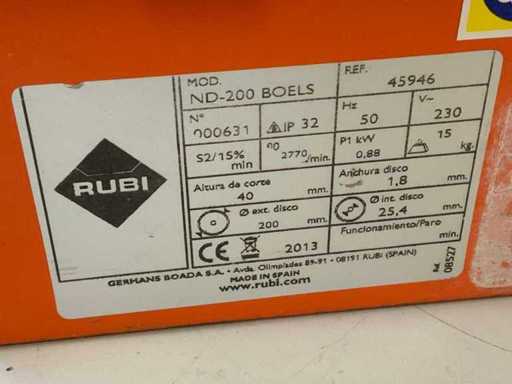 MOD.
ND-200 BOELS
REF.
45946
Nº
000631
IP 32
Hz
50
V~
230
S2/15%
min
2770/min.
P1 kW
0,88
15
kg.
Altura de corte
40 mm.
Anchura disco
1,8 mm.
Ø ext. disco
200 mm.
Ø int. disco
25,4 mm.
CE
2013
Funcionamiento/Paro
min.
RUBI
GERMANS BOADA S.A. • Avda. Olimpíades 89-91 • 08191 RUBI (SPAIN)
MADE IN SPAIN
www.rubi.com
08527